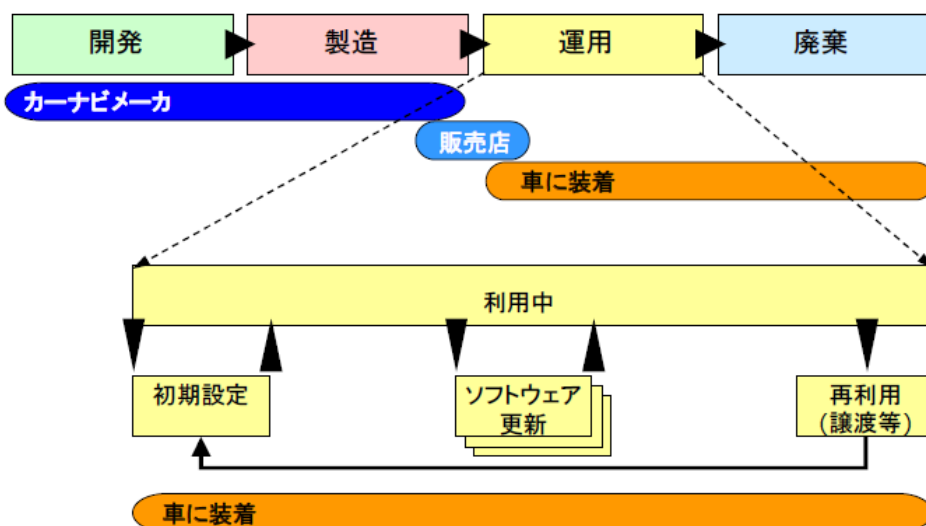 開発
製造
運用
廃棄
カーナビメーカ
販売店
車に装着
利用中
初期設定
ソフトウェア
更新
再利用
(譲渡等)
車に装着